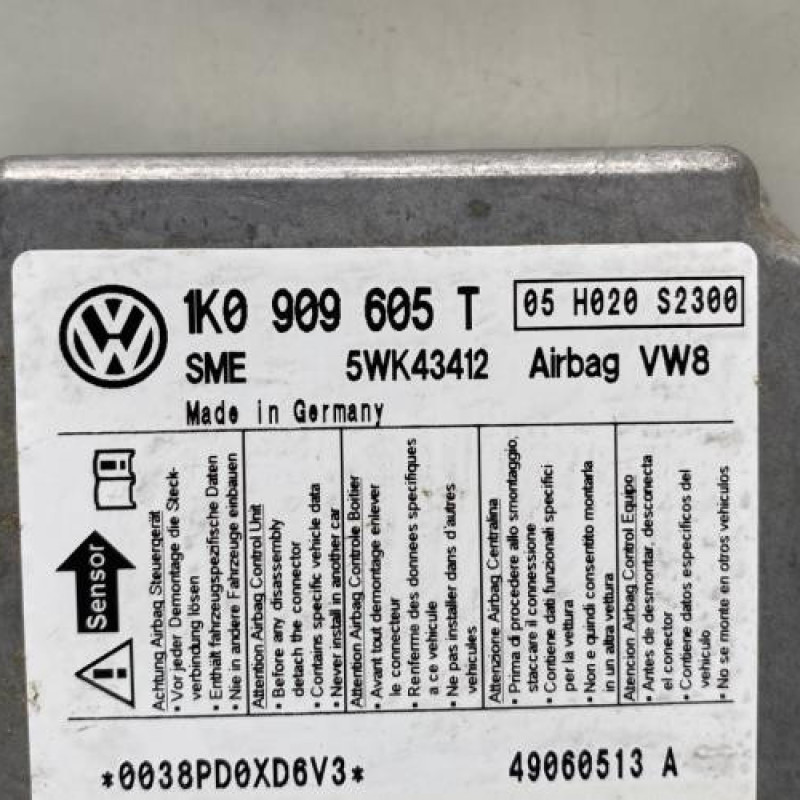 1K0 909 605 T
05 H020 S2300
SME 5WK43412 Airbag VW8
Made in Germany
Sensor
Achtung Airbag Steuergerät
• Vor jeder Demontage die Steck-
verbindung lösen
• Enthält fahrzeugspezifische Daten
• Nie in andere Fahrzeuge einbauen
Attention Airbag Control Unit
• Before any disassembly
detach the connector
• Contains specific vehicle data
• Never install in another car
Attention Airbag Controle Boitier
• Avant tout demontage enlever
le connecteur
• Renferme des donnees specifiques
a ce vehicule
• Ne pas installer dans d'autres
vehicules
Attenzione Airbag Centralina
• Prima di procedere allo smontaggio,
staccare il connessione
• Contiene dati funzionali specifici
per la vettura
• Non e quindi consentito montarla
in un altra vettura
Atencion Airbag Control Equipo
• Antes de desmontar, desconecta
el conector
• Contiene datos especificos del
vehiculo
• No se monte en otros vehiculos
*0038PD0XD6V3*
49060513 A